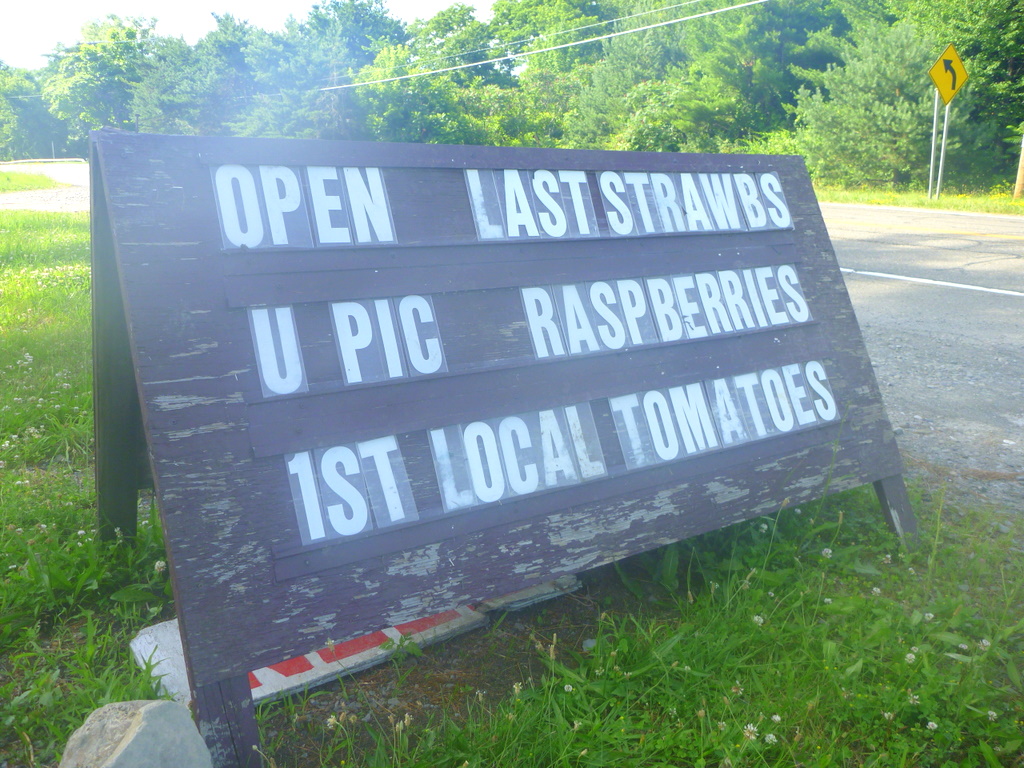 OPEN LAST STRAWBS
U PIC RASPBERRIES
1ST LOCAL TOMATOES